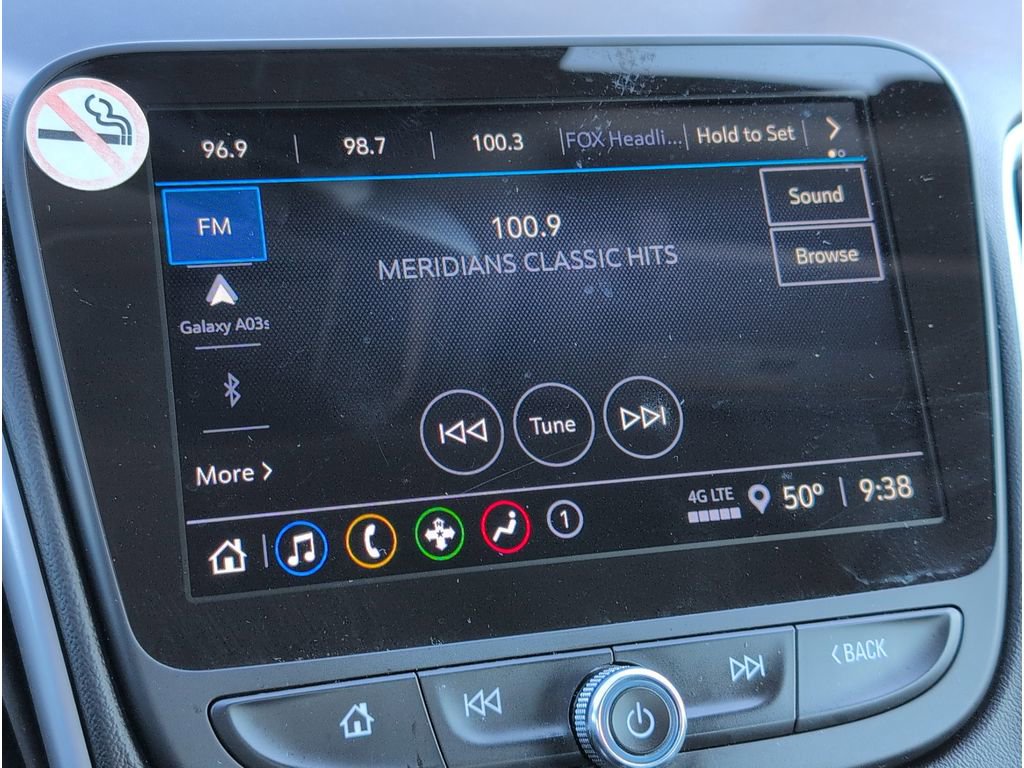 96.9 98.7 100.3 FOX Headli... Hold to Set
FM
100.9
MERIDIANS CLASSIC HITS
Sound
Browse
Galaxy A03s
More
Tune
1 4G LTE 50° 9:38
BACK